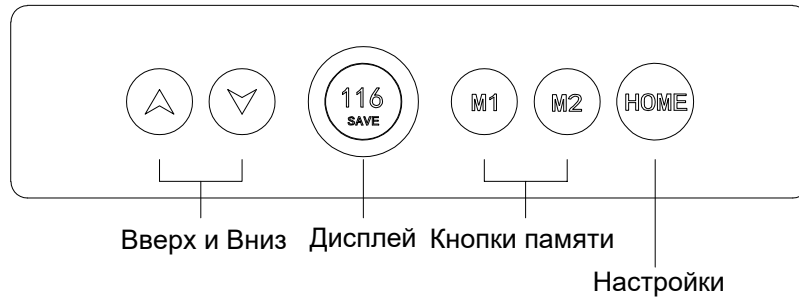 116
SAVE
M1
M2
HOME
Вверх и Вниз
Дисплей
Кнопки памяти
Настройки